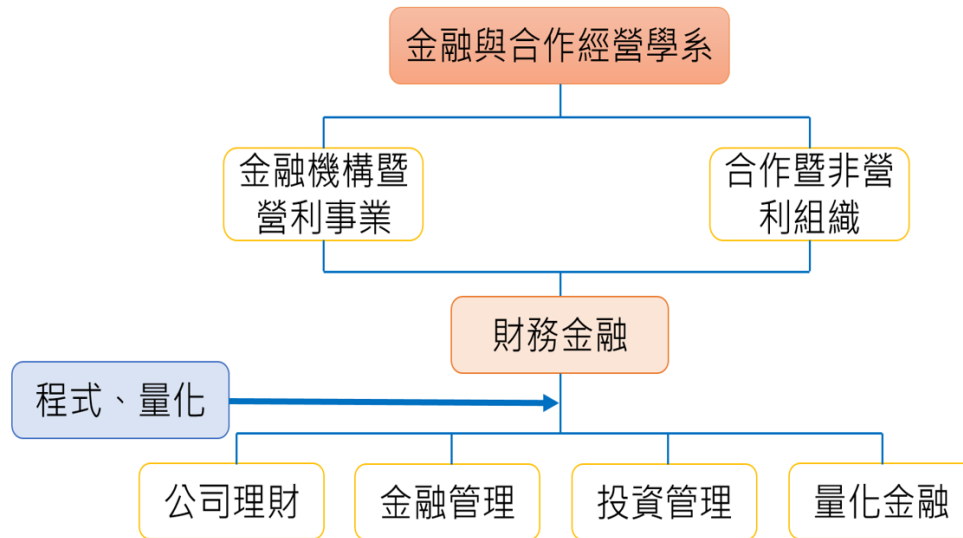 金融與合作經營學系
金融機構暨
營利事業
合作暨非營
利組織
財務金融
程式、量化
公司理財
金融管理
投資管理
量化金融